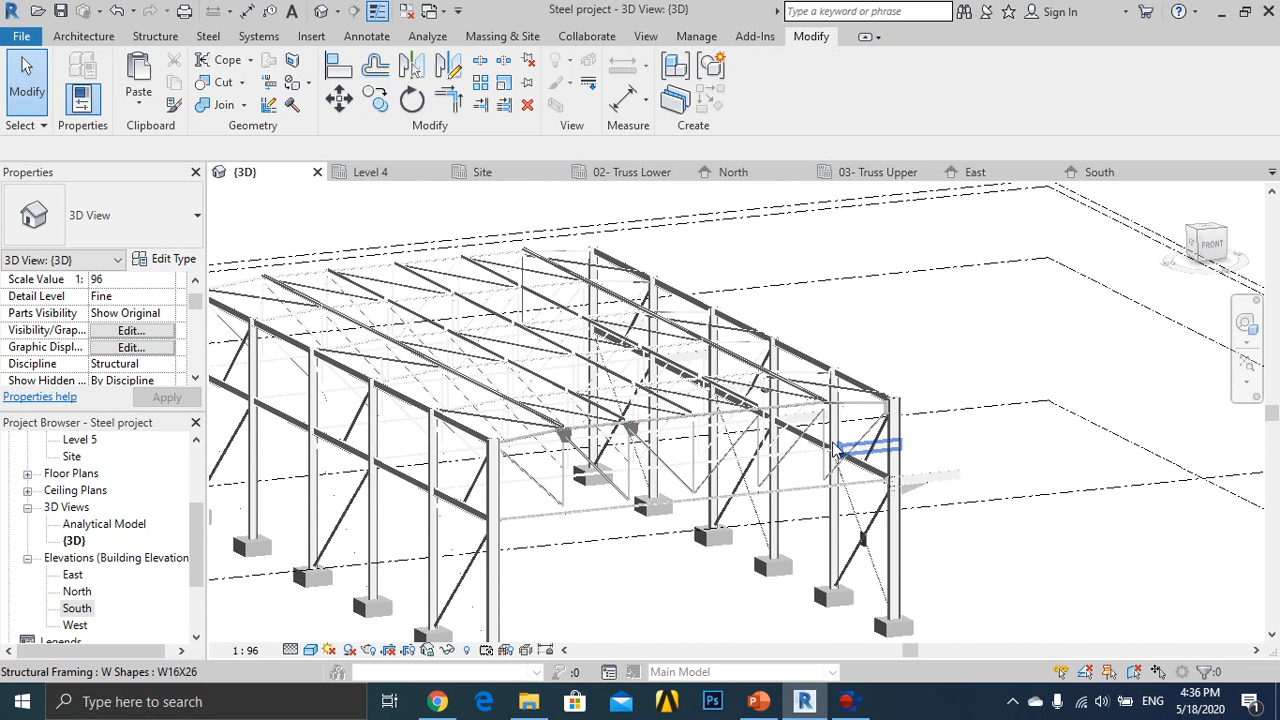 Steel project - 3D View: {3D}
Type a keyword or phrase
Sign In
File
Architecture
Structure
Steel
Systems
Insert
Annotate
Analyze
Massing & Site
Collaborate
View
Manage
Add-Ins
Modify
Modify
Properties
Paste
Cope
Cut
Join
Select
Properties
Clipboard
Geometry
Modify
View
Measure
Create
Properties
{3D}
Level 4
Site
02- Truss Lower
North
03- Truss Upper
East
South
3D View
3D View: {3D}
Edit Type
Scale Value 1:
96
Detail Level
Fine
Parts Visibility
Show Original
Visibility/Grap...
Edit...
Graphic Displ...
Edit...
Discipline
Structural
Show Hidden ...
By Discipline
Properties help
Apply
Project Browser - Steel project
Level 5
Site
Floor Plans
Ceiling Plans
3D Views
Analytical Model
{3D}
Elevations (Building Elevation
East
North
South
West
Legends
FRONT
1 : 96
Structural Framing : W Shapes : W16X26
:0
Main Model
:0
Type here to search
Ps
ENG
4:36 PM
5/18/2020